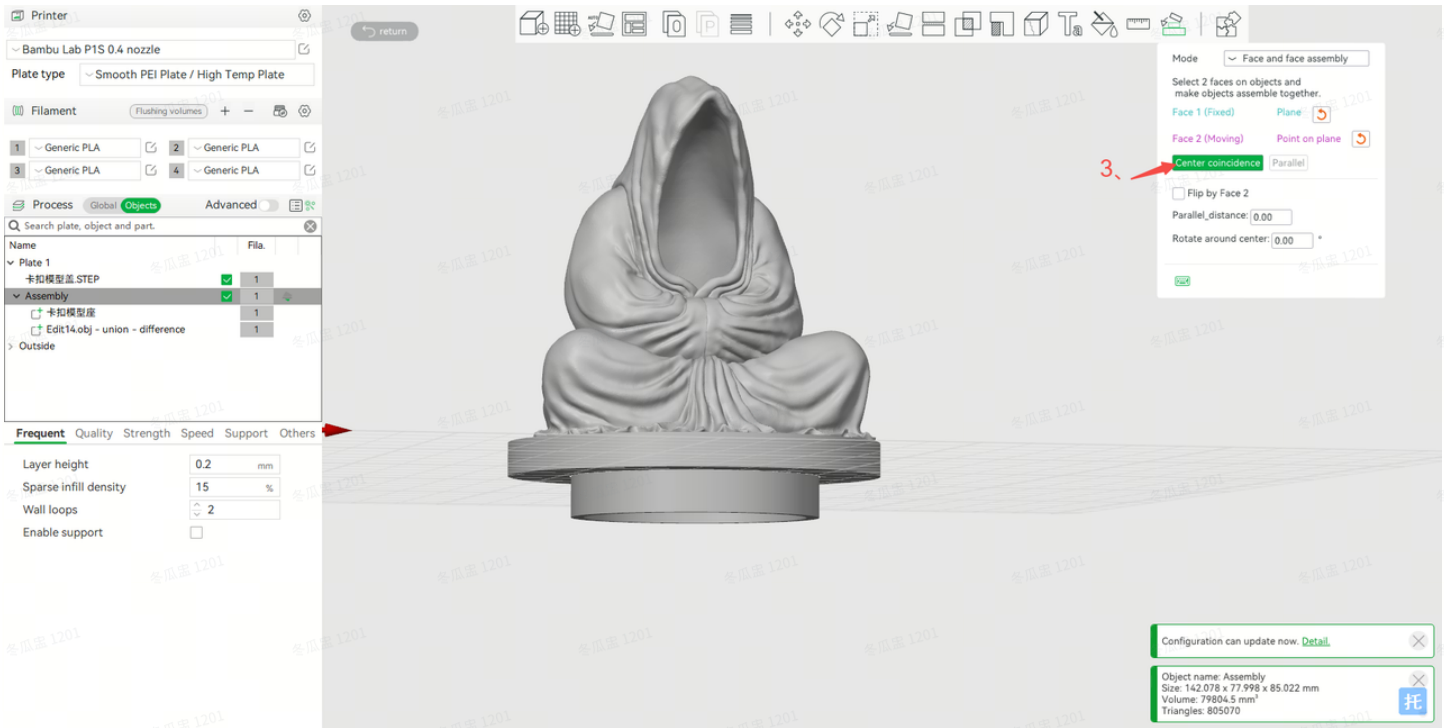 Printer
Bambu Lab P1S 0.4 nozzle
Plate type
Smooth PEI Plate / High Temp Plate
Filament
Flushing volumes
+
-
1
Generic PLA
2
Generic PLA
3
Generic PLA
4
Generic PLA
Process
Global
Objects
Advanced
Search plate, object and part.
Name
Fila.
Plate 1
卡扣模型盖.STEP
1
Assembly
1
卡扣模型座
1
Edit14.obj - union - difference
1
Outside
Frequent
Quality
Strength
Speed
Support
Others
Layer height
0.2
mm
Sparse infill density
15
%
Wall loops
2
Enable support
return
Mode
Face and face assembly
Select 2 faces on objects and
make objects assemble together.
Face 1 (Fixed)
Plane
Face 2 (Moving)
Point on plane
3、
Center coincidence
Parallel
Flip by Face 2
Parallel_distance:
0.00
Rotate around center:
0.00
°
Configuration can update now. Detail.
Object name: Assembly
Size: 142.078 x 77.998 x 85.022 mm
Volume: 79804.5 mm³
Triangles: 805070
托